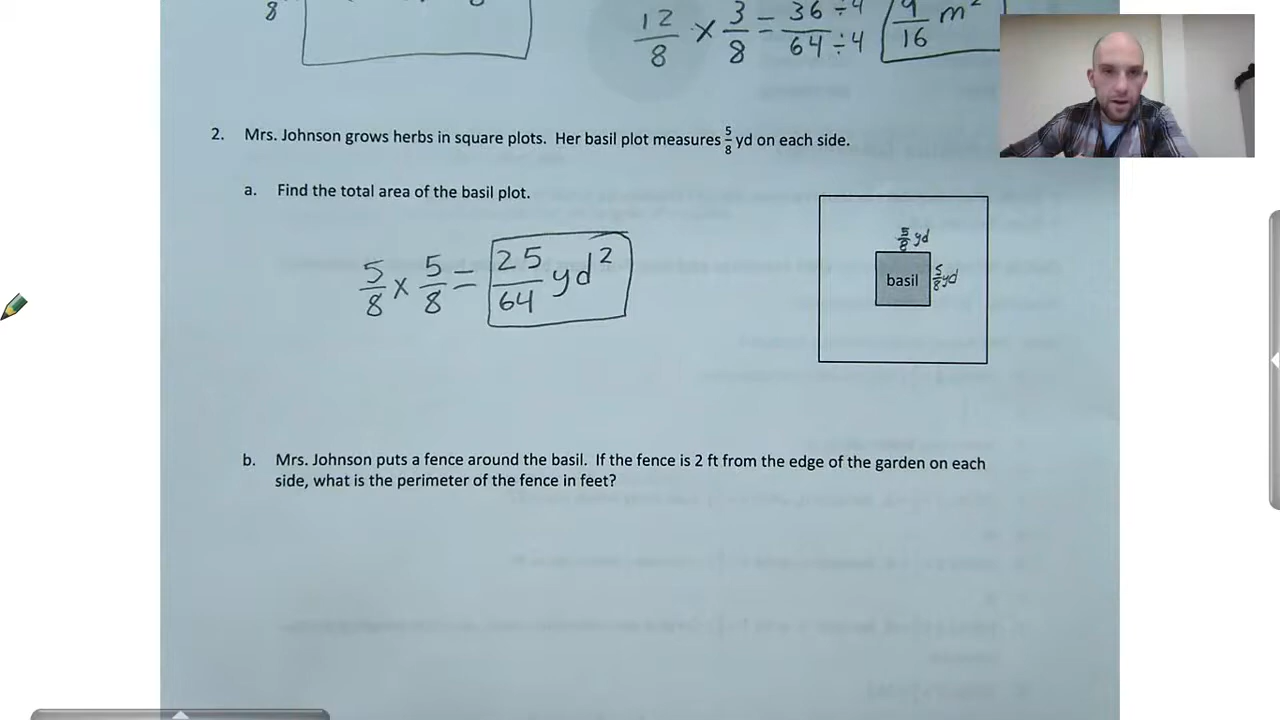 8
12/8 × 3/8 = 36÷4/64÷4 9/16 m²
2. Mrs. Johnson grows herbs in square plots. Her basil plot measures 5/8 yd on each side.
a. Find the total area of the basil plot.
5/8 × 5/8 = 25/64 yd²
5/8 yd
basil 5/8 yd
b. Mrs. Johnson puts a fence around the basil. If the fence is 2 ft from the edge of the garden on each
side, what is the perimeter of the fence in feet?